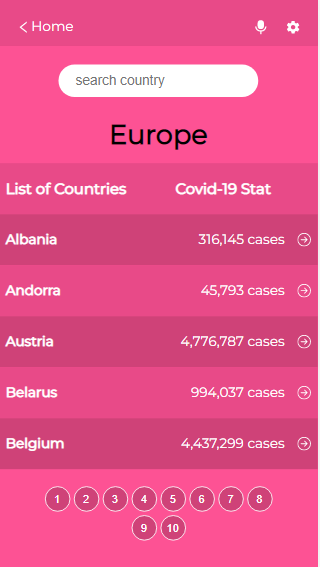 Home
search country
Europe
List of Countries Covid-19 Stat
Albania 316,145 cases
Andorra 45,793 cases
Austria 4,776,787 cases
Belarus 994,037 cases
Belgium 4,437,299 cases
1 2 3 4 5 6 7 8
9 10